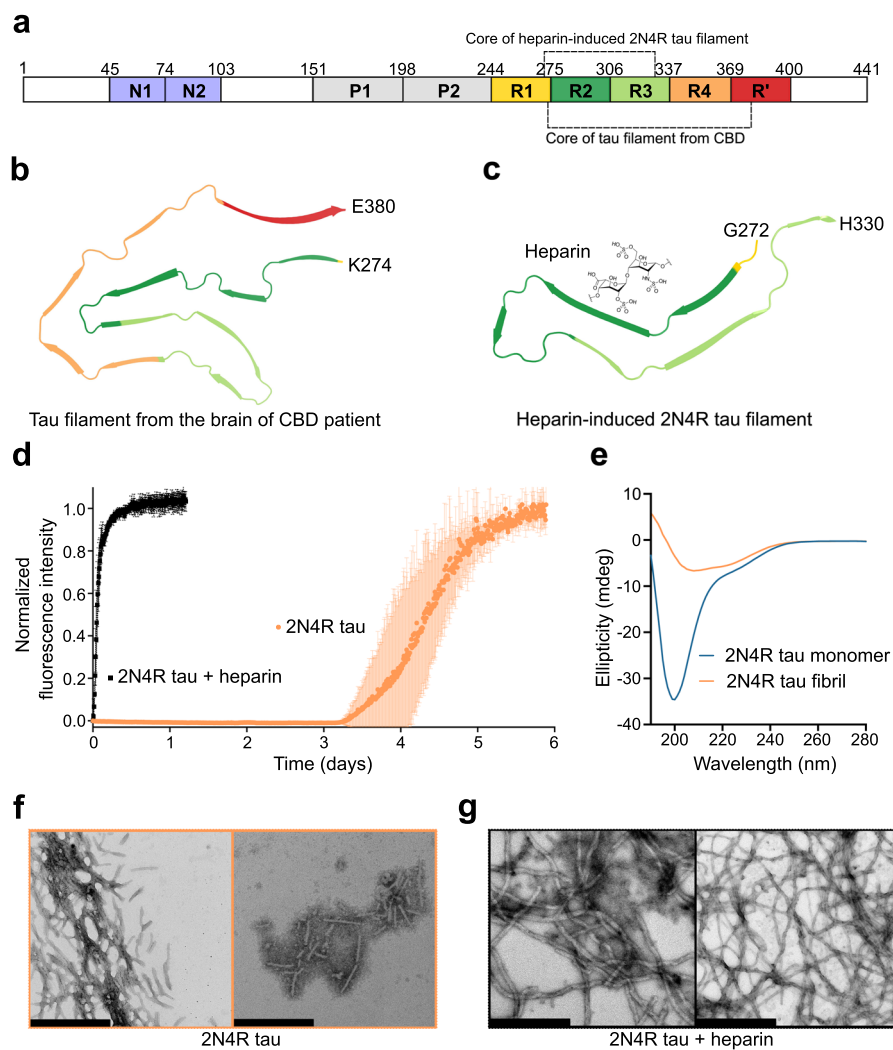 a
Core of heparin-induced 2N4R tau filament
1 45 74 103 151 198 244 275 306 337 369 400 441
N1 N2 P1 P2 R1 R2 R3 R4 R'
Core of tau filament from CBD
b
E380
K274
Tau filament from the brain of CBD patient
c
G272
H330
Heparin
Heparin-induced 2N4R tau filament
d
Normalized
fluorescence intensity
1.0
0.8
0.6
0.4
0.2
0.0
2N4R tau
2N4R tau + heparin
0 1 2 3 4 5 6
Time (days)
e
Ellipticity (mdeg)
10
0
-10
-20
-30
-40
2N4R tau monomer
2N4R tau fibril
200 220 240 260 280
Wavelength (nm)
f
2N4R tau
g
2N4R tau + heparin